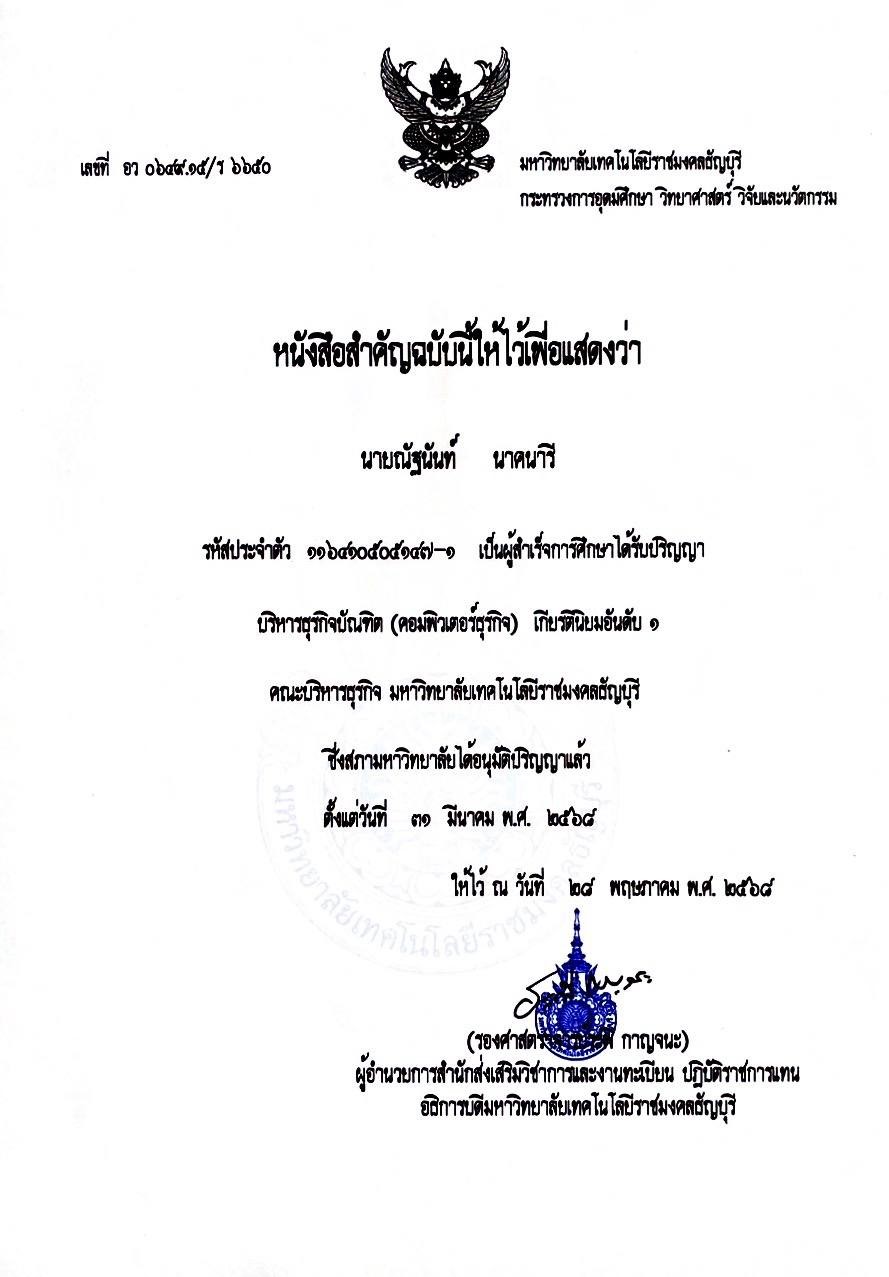 เลขที่ อว ๐๖๔๙.๑๕/ร ๖๖๕๐
มหาวิทยาลัยเทคโนโลยีราชมงคลธัญบุรี
กระทรวงการอุดมศึกษา วิทยาศาสตร์ วิจัยและนวัตกรรม
หนังสือสำคัญฉบับนี้ให้ไว้เพื่อแสดงว่า
นายณัฐนันท์ นาคนารี
รหัสประจำตัว ๑๑๖๔๑๐๕๐๕๑๔๗-๑ เป็นผู้สำเร็จการศึกษาได้รับปริญญา
บริหารธุรกิจบัณฑิต (คอมพิวเตอร์ธุรกิจ) เกียรตินิยมอันดับ ๑
คณะบริหารธุรกิจ มหาวิทยาลัยเทคโนโลยีราชมงคลธัญบุรี
ซึ่งสภามหาวิทยาลัยได้อนุมัติปริญญาแล้ว
ตั้งแต่วันที่ ๓๑ มีนาคม พ.ศ. ๒๕๖๘
มหาวิทยาลัยเทคโนโลยีราชมงคลธัญบุรี
ให้ไว้ ณ วันที่ ๒๘ พฤษภาคม พ.ศ. ๒๕๖๘
กาญจนะ)
ผู้อำนวยการสำนักส่งเสริมวิชาการและงานทะเบียน ปฏิบัติราชการแทน
อธิการบดีมหาวิทยาลัยเทคโนโลยีราชมงคลธัญบุรี